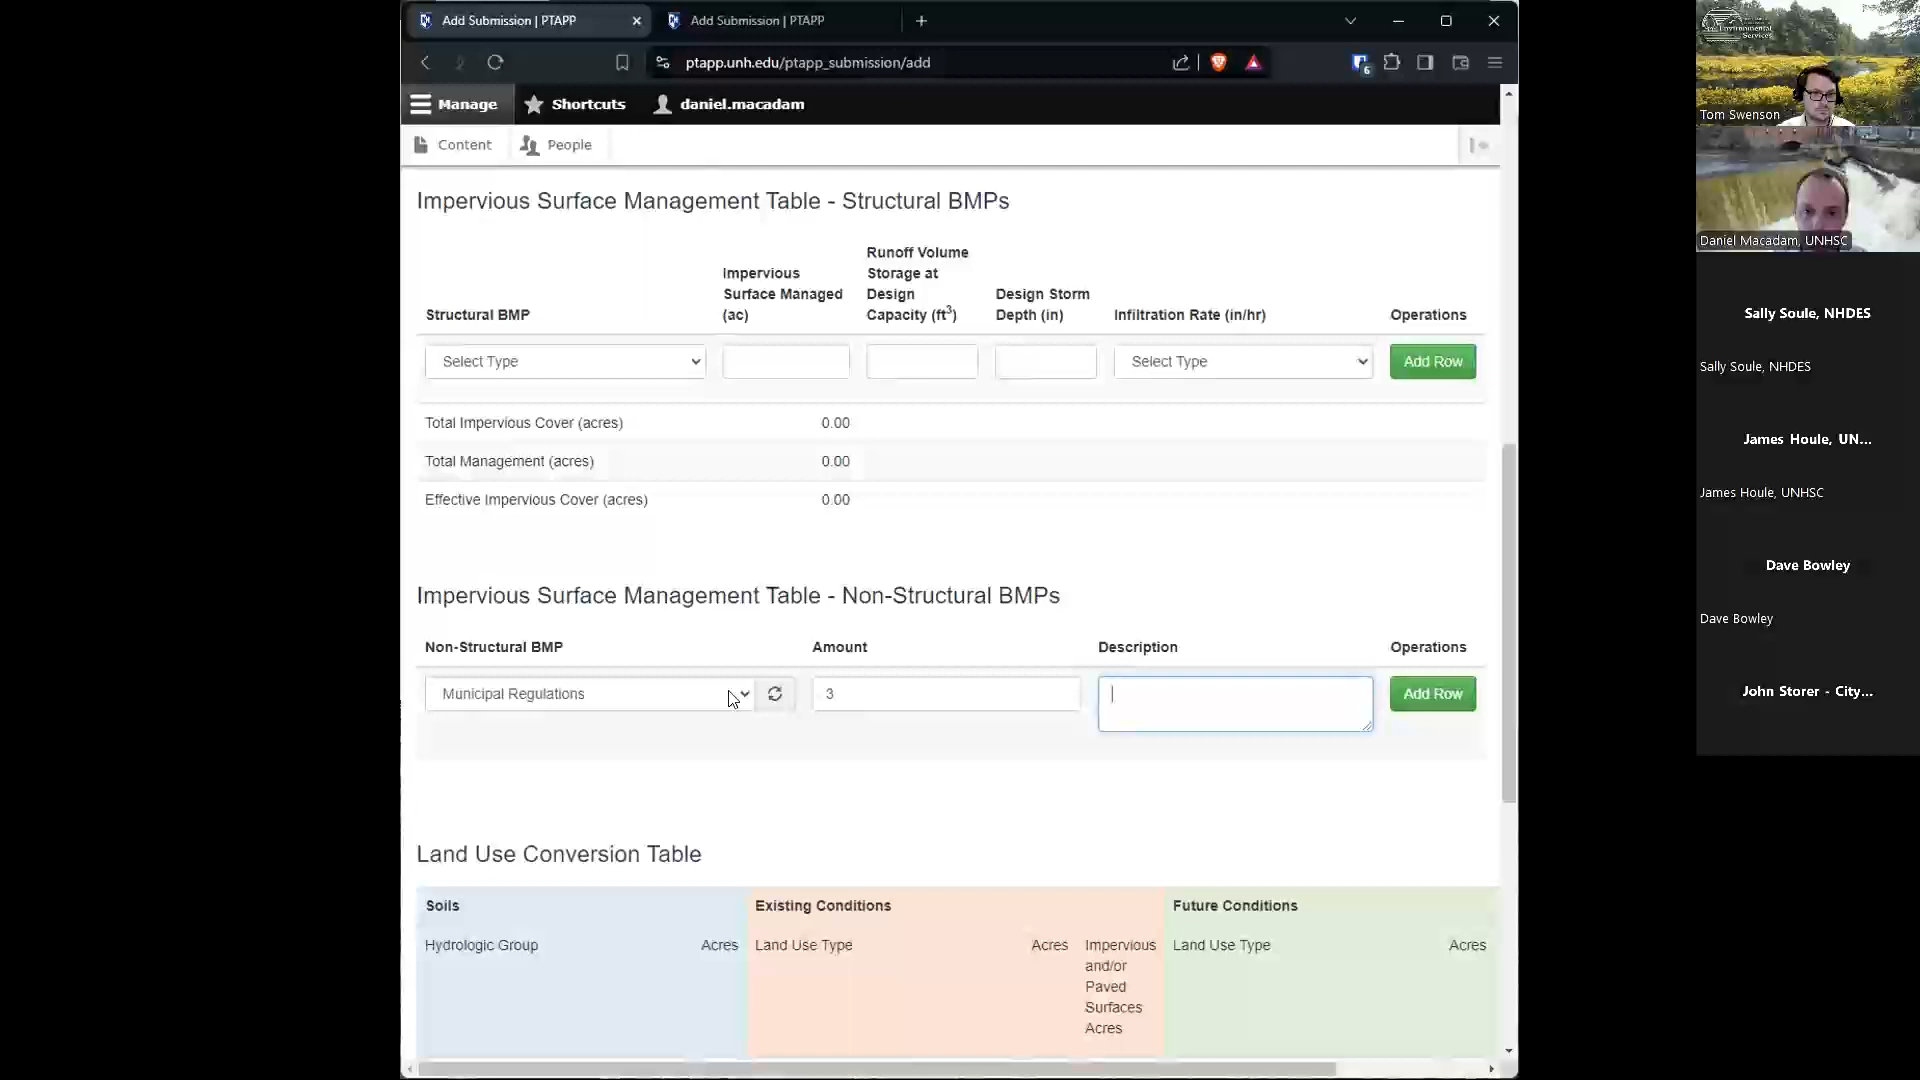 Add Submission | PTAPP
Add Submission | PTAPP
ptapp.unh.edu/ptapp_submission/add
6
Manage
Shortcuts
daniel.macadam
Content
People
Impervious Surface Management Table - Structural BMPs
Structural BMP
Impervious
Surface Managed
(ac)
Runoff Volume
Storage at
Design
Capacity (ft³)
Design Storm
Depth (in)
Infiltration Rate (in/hr)
Operations
Select Type
Select Type
Add Row
Total Impervious Cover (acres) 0.00
Total Management (acres) 0.00
Effective Impervious Cover (acres) 0.00
Impervious Surface Management Table - Non-Structural BMPs
Non-Structural BMP Amount Description Operations
Municipal Regulations 3 Add Row
Land Use Conversion Table
Soils Existing Conditions Future Conditions
Hydrologic Group Acres Land Use Type Acres
Impervious
and/or
Paved
Surfaces
Acres
Land Use Type Acres
Environmental
Services
Tom Swenson
Daniel Macadam, UNHSC
Sally Soule, NHDES
Sally Soule, NHDES
James Houle, UN...
James Houle, UNHSC
Dave Bowley
Dave Bowley
John Storer - City...